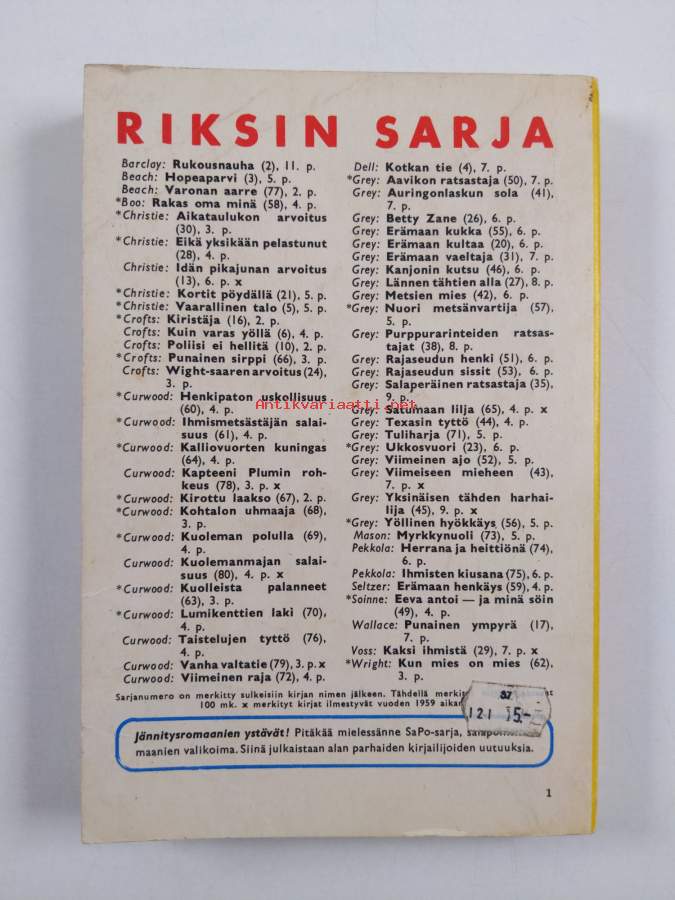 RIKSIN SARJA
Barclay: Rukousnauha (2), 11. p.
Beach: Hopeaparvi (3), 5. p.
Beach: Varonan aarre (77), 2. p.
*Boo: Rakas oma minä (58), 4. p.
*Christie: Aikataulukon arvoitus
(30), 3. p.
*Christie: Eikä yksikään pelastunut
(28), 4. p.
Christie: Idän pikajunan arvoitus
(13), 6. p. x
*Christie: Kortit pöydällä (21), 5. p.
*Christie: Vaarallinen talo (5), 5. p.
*Crofts: Kiristäjä (16), 2. p.
*Crofts: Kuin varas yöllä (6), 4. p.
*Crofts: Poliisi ei hellitä (10), 2. p.
*Crofts: Punainen sirppi (66), 3. p.
Crofts: Wight-saaren arvoitus (24),
3. p.
*Curwood: Henkipaton uskollisuus
(60), 4. p.
*Curwood: Ihmismetsästäjän salai-
suus (61), 4. p.
*Curwood: Kalliovuorten kuningas
(64), 4. p.
Curwood: Kapteeni Plumin roh-
keus (78), 3. p. x
*Curwood: Kirottu laakso (67), 2. p.
*Curwood: Kohtalon uhmaaja (68),
3. p.
*Curwood: Kuoleman polulla (69),
4. p.
Curwood: Kuolemanmajan salai-
suus (80), 4. p. x
*Curwood: Kuolleista palanneet
(63), 3. p.
*Curwood: Lumikenttien laki (70),
4. p.
Curwood: Taistelujen tyttö (76),
4. p.
Curwood: Vanha valtatie (79), 3. p. x
Curwood: Viimeinen raja (72), 4. p.
Dell: Kotkan tie (4), 7. p.
*Grey: Aavikon ratsastaja (50), 7. p.
Grey: Auringonlaskun sola (41),
7. p.
Grey: Betty Zane (26), 6. p.
Grey: Erämaan kukka (55), 6. p.
Grey: Erämaan kultaa (20), 6. p.
Grey: Erämaan vaeltaja (31), 7. p.
Grey: Kanjonin kutsu (46), 6. p.
Grey: Lännen tähtien alla (27), 8. p.
Grey: Metsien mies (42), 6. p.
*Grey: Nuori metsänvartija (57),
5. p.
Grey: Purppurarinteiden ratsas-
tajat (38), 8. p.
Grey: Rajaseudun henki (51), 6. p.
Grey: Rajaseudun sissit (53), 6. p.
Grey: Salaperäinen ratsastaja (35),
9. p.
Grey: Satumaan lilja (65), 4. p. x
Grey: Texasin tyttö (44), 4. p.
Grey: Tuliharja (71), 5. p.
*Grey: Ukkosvuori (23), 6. p.
Grey: Viimeinen ajo (52), 5. p.
Grey: Viimeiseen mieheen (43),
7. p. x
Grey: Yksinäisen tähden harhai-
lija (45), 9. p. x
*Grey: Yöllinen hyökkäys (56), 5. p.
Mason: Myrkkynuoli (73), 5. p.
Pekkola: Herrana ja heittiönä (74),
6. p.
Pekkola: Ihmisten kiusana (75), 6. p.
Seltzer: Erämaan henkäys (59), 4. p.
*Soinne: Eeva antoi — ja minä söin
(49), 4. p.
Wallace: Punainen ympyrä (17),
7. p.
Voss: Kaksi ihmistä (29), 7. p. x
*Wright: Kun mies on mies (62),
3. p.
Antikvariaatti.net
Sarjanumero on merkitty sulkeisiin kirjan nimen jälkeen. Tähdellä
100 mk. x merkityt kirjat ilmestyvät vuoden 1959
121 15.-
Jännitysromaanien ystävät! Pitäkää mielessänne SaPo-sarja,
maanien valikoima. Siinä julkaistaan alan parhaiden kirjailijoiden uutuuksia.
1